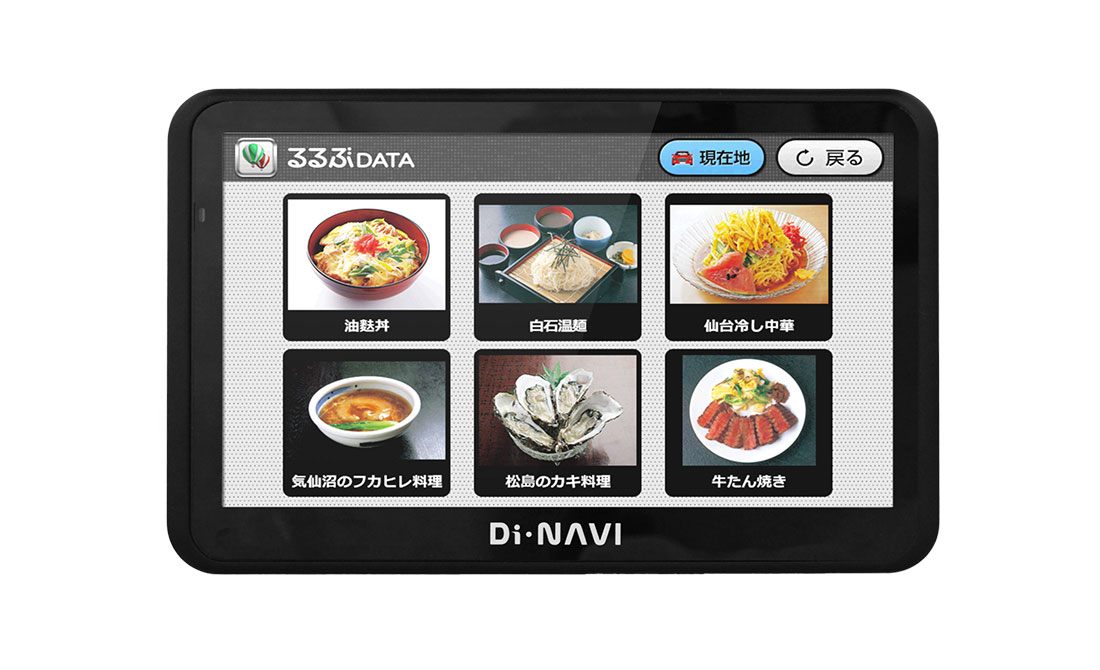 るるぶDATA
現在地
戻る
油麩丼
白石温麺
仙台冷し中華
気仙沼のフカヒレ料理
松島のカキ料理
牛たん焼き
Di・NAVI